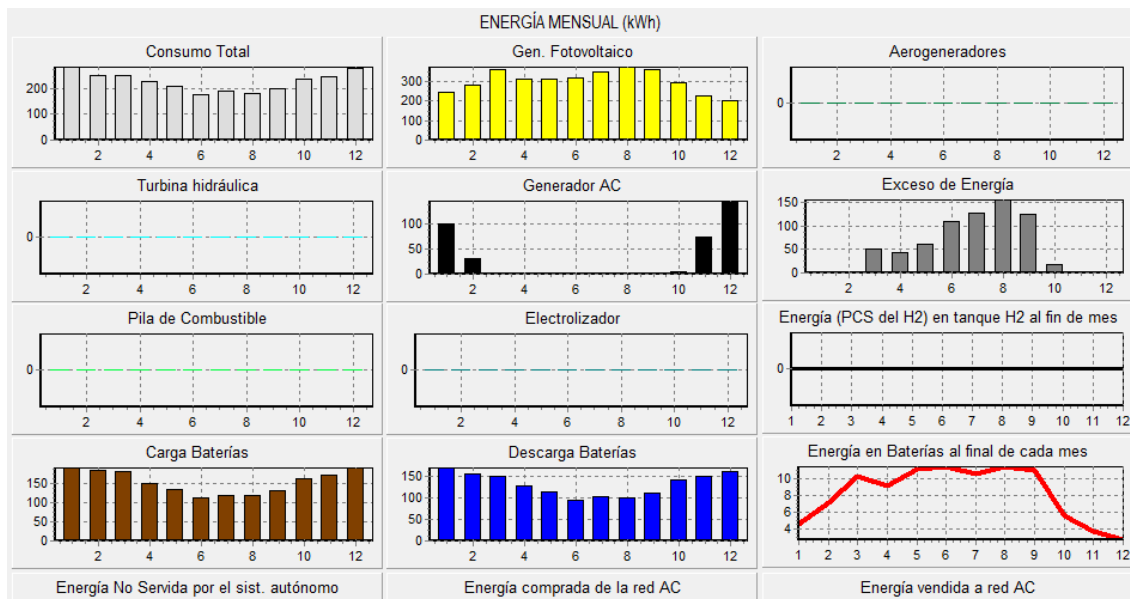 ENERGÍA MENSUAL (kWh)
Consumo Total
200
100
0
2 4 6 8 10 12
Gen. Fotovoltaico
300
200
100
0
2 4 6 8 10 12
Aerogeneradores
0
2 4 6 8 10 12
Turbina hidráulica
0
2 4 6 8 10 12
Generador AC
100
50
0
2 4 6 8 10 12
Exceso de Energía
150
100
50
0
2 4 6 8 10 12
Pila de Combustible
0
2 4 6 8 10 12
Electrolizador
0
2 4 6 8 10 12
Energía (PCS del H2) en tanque H2 al fin de mes
0
1 2 3 4 5 6 7 8 9 10 11 12
Carga Baterías
150
100
50
0
2 4 6 8 10 12
Descarga Baterías
150
100
50
0
2 4 6 8 10 12
Energía en Baterías al final de cada mes
10
8
6
4
1 2 3 4 5 6 7 8 9 10 11 12
Energía No Servida por el sist. autónomo
Energía comprada de la red AC
Energía vendida a red AC